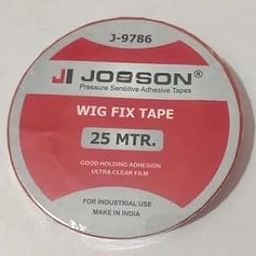 J-9786
JOBSON®
Pressure Sensitive Adhesive Tapes
WIG FIX TAPE
25 MTR.
GOOD HOLDING ADHESION
ULTRA CLEAR FILM
FOR INDUSTRIAL USE
MAKE IN INDIA